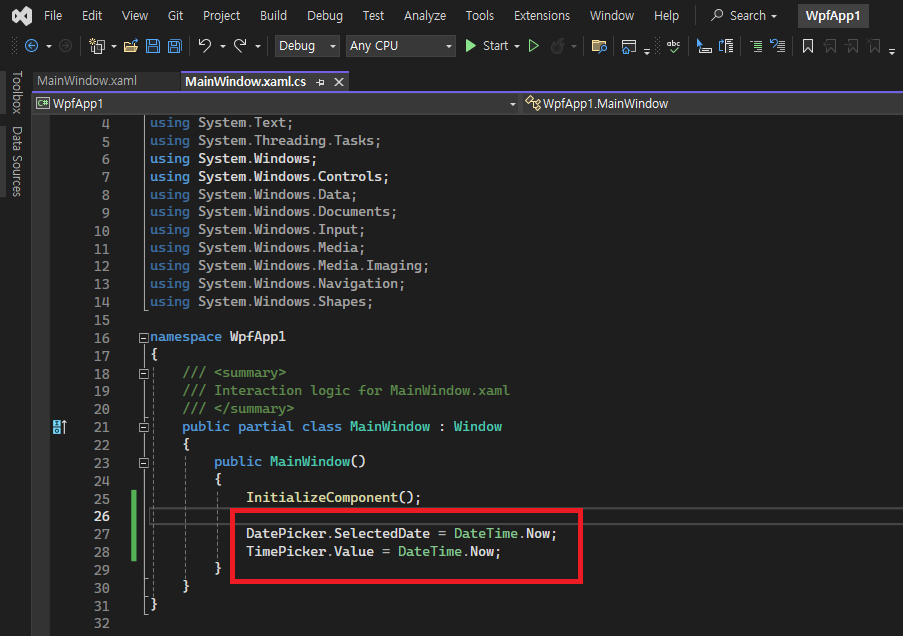 File Edit View Git Project Build Debug Test Analyze Tools Extensions Window Help Search WpfApp1
Debug Any CPU Start
Toolbox
Data Sources
MainWindow.xaml MainWindow.xaml.cs
C# WpfApp1 WpfApp1.MainWindow
4 using System.Text;
5 using System.Threading.Tasks;
6 using System.Windows;
7 using System.Windows.Controls;
8 using System.Windows.Data;
9 using System.Windows.Documents;
10 using System.Windows.Input;
11 using System.Windows.Media;
12 using System.Windows.Media.Imaging;
13 using System.Windows.Navigation;
14 using System.Windows.Shapes;
15
16 namespace WpfApp1
17 {
18 /// <summary>
19 /// Interaction logic for MainWindow.xaml
20 /// </summary>
21 public partial class MainWindow : Window
22 {
23 public MainWindow()
24 {
25 InitializeComponent();
26
27 DatePicker.SelectedDate = DateTime.Now;
28 TimePicker.Value = DateTime.Now;
29 }
30 }
31 }
32